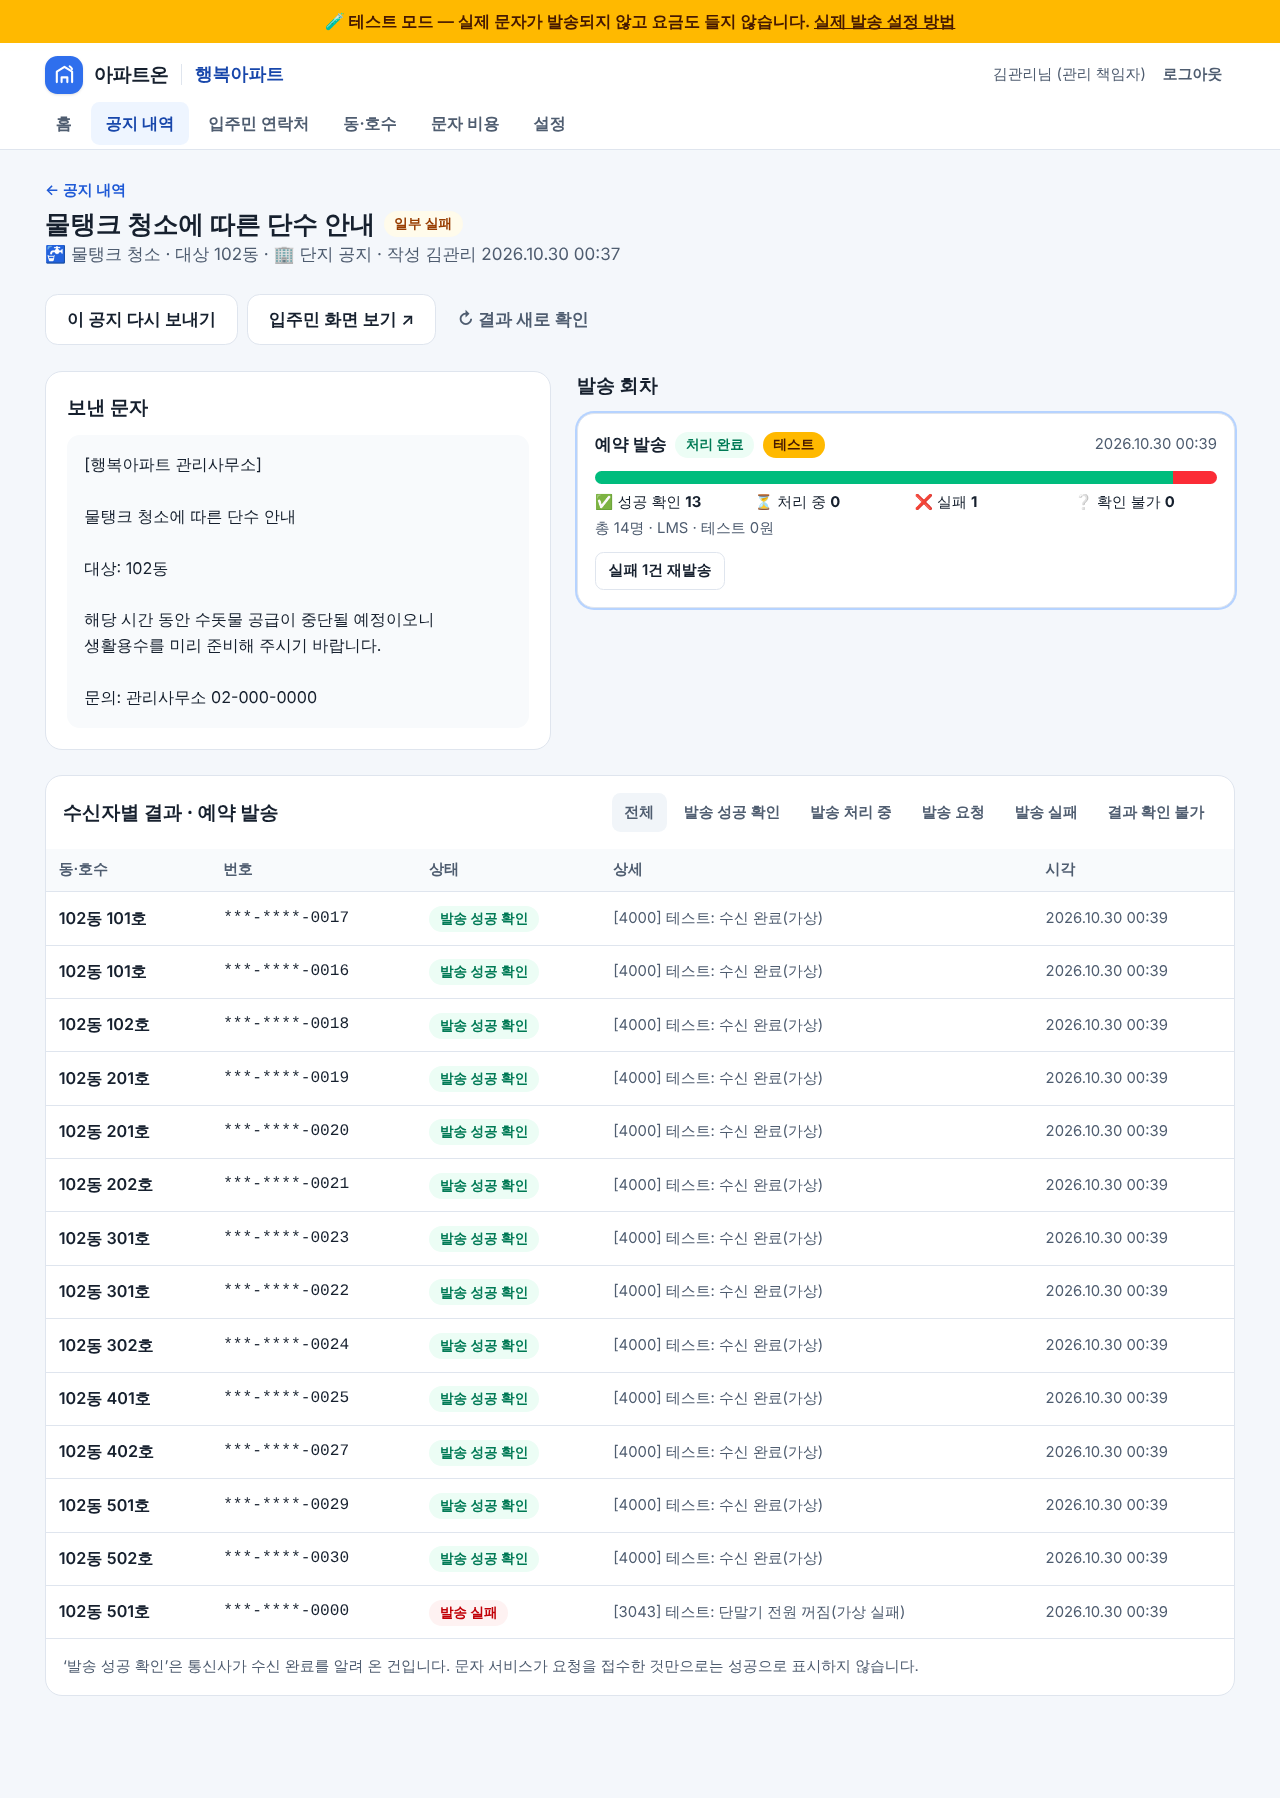 🧪 테스트 모드 — 실제 문자가 발송되지 않고 요금도 들지 않습니다. 실제 발송 설정 방법
아파트온 행복아파트 김관리님 (관리 책임자) 로그아웃
홈 공지 내역 입주민 연락처 동·호수 문자 비용 설정
← 공지 내역
물탱크 청소에 따른 단수 안내 일부 실패
🚰 물탱크 청소 · 대상 102동 · 🏢 단지 공지 · 작성 김관리 2026.10.30 00:37
이 공지 다시 보내기 입주민 화면 보기 ↗ ↻ 결과 새로 확인
보낸 문자
[행복아파트 관리사무소]
물탱크 청소에 따른 단수 안내
대상: 102동
해당 시간 동안 수돗물 공급이 중단될 예정이오니
생활용수를 미리 준비해 주시기 바랍니다.
문의: 관리사무소 02-000-0000
발송 회차
예약 발송 처리 완료 테스트 2026.10.30 00:39
✅ 성공 확인 13 ⏳ 처리 중 0 ❌ 실패 1 ❔ 확인 불가 0
총 14명 · LMS · 테스트 0원
실패 1건 재발송
수신자별 결과 · 예약 발송 전체 발송 성공 확인 발송 처리 중 발송 요청 발송 실패 결과 확인 불가
동·호수 번호 상태 상세 시각
102동 101호 ***-****-0017 발송 성공 확인 [4000] 테스트: 수신 완료(가상) 2026.10.30 00:39
102동 101호 ***-****-0016 발송 성공 확인 [4000] 테스트: 수신 완료(가상) 2026.10.30 00:39
102동 102호 ***-****-0018 발송 성공 확인 [4000] 테스트: 수신 완료(가상) 2026.10.30 00:39
102동 201호 ***-****-0019 발송 성공 확인 [4000] 테스트: 수신 완료(가상) 2026.10.30 00:39
102동 201호 ***-****-0020 발송 성공 확인 [4000] 테스트: 수신 완료(가상) 2026.10.30 00:39
102동 202호 ***-****-0021 발송 성공 확인 [4000] 테스트: 수신 완료(가상) 2026.10.30 00:39
102동 301호 ***-****-0023 발송 성공 확인 [4000] 테스트: 수신 완료(가상) 2026.10.30 00:39
102동 301호 ***-****-0022 발송 성공 확인 [4000] 테스트: 수신 완료(가상) 2026.10.30 00:39
102동 302호 ***-****-0024 발송 성공 확인 [4000] 테스트: 수신 완료(가상) 2026.10.30 00:39
102동 401호 ***-****-0025 발송 성공 확인 [4000] 테스트: 수신 완료(가상) 2026.10.30 00:39
102동 402호 ***-****-0027 발송 성공 확인 [4000] 테스트: 수신 완료(가상) 2026.10.30 00:39
102동 501호 ***-****-0029 발송 성공 확인 [4000] 테스트: 수신 완료(가상) 2026.10.30 00:39
102동 502호 ***-****-0030 발송 성공 확인 [4000] 테스트: 수신 완료(가상) 2026.10.30 00:39
102동 501호 ***-****-0000 발송 실패 [3043] 테스트: 단말기 전원 꺼짐(가상 실패) 2026.10.30 00:39
‘발송 성공 확인’은 통신사가 수신 완료를 알려 온 건입니다. 문자 서비스가 요청을 접수한 것만으로는 성공으로 표시하지 않습니다.